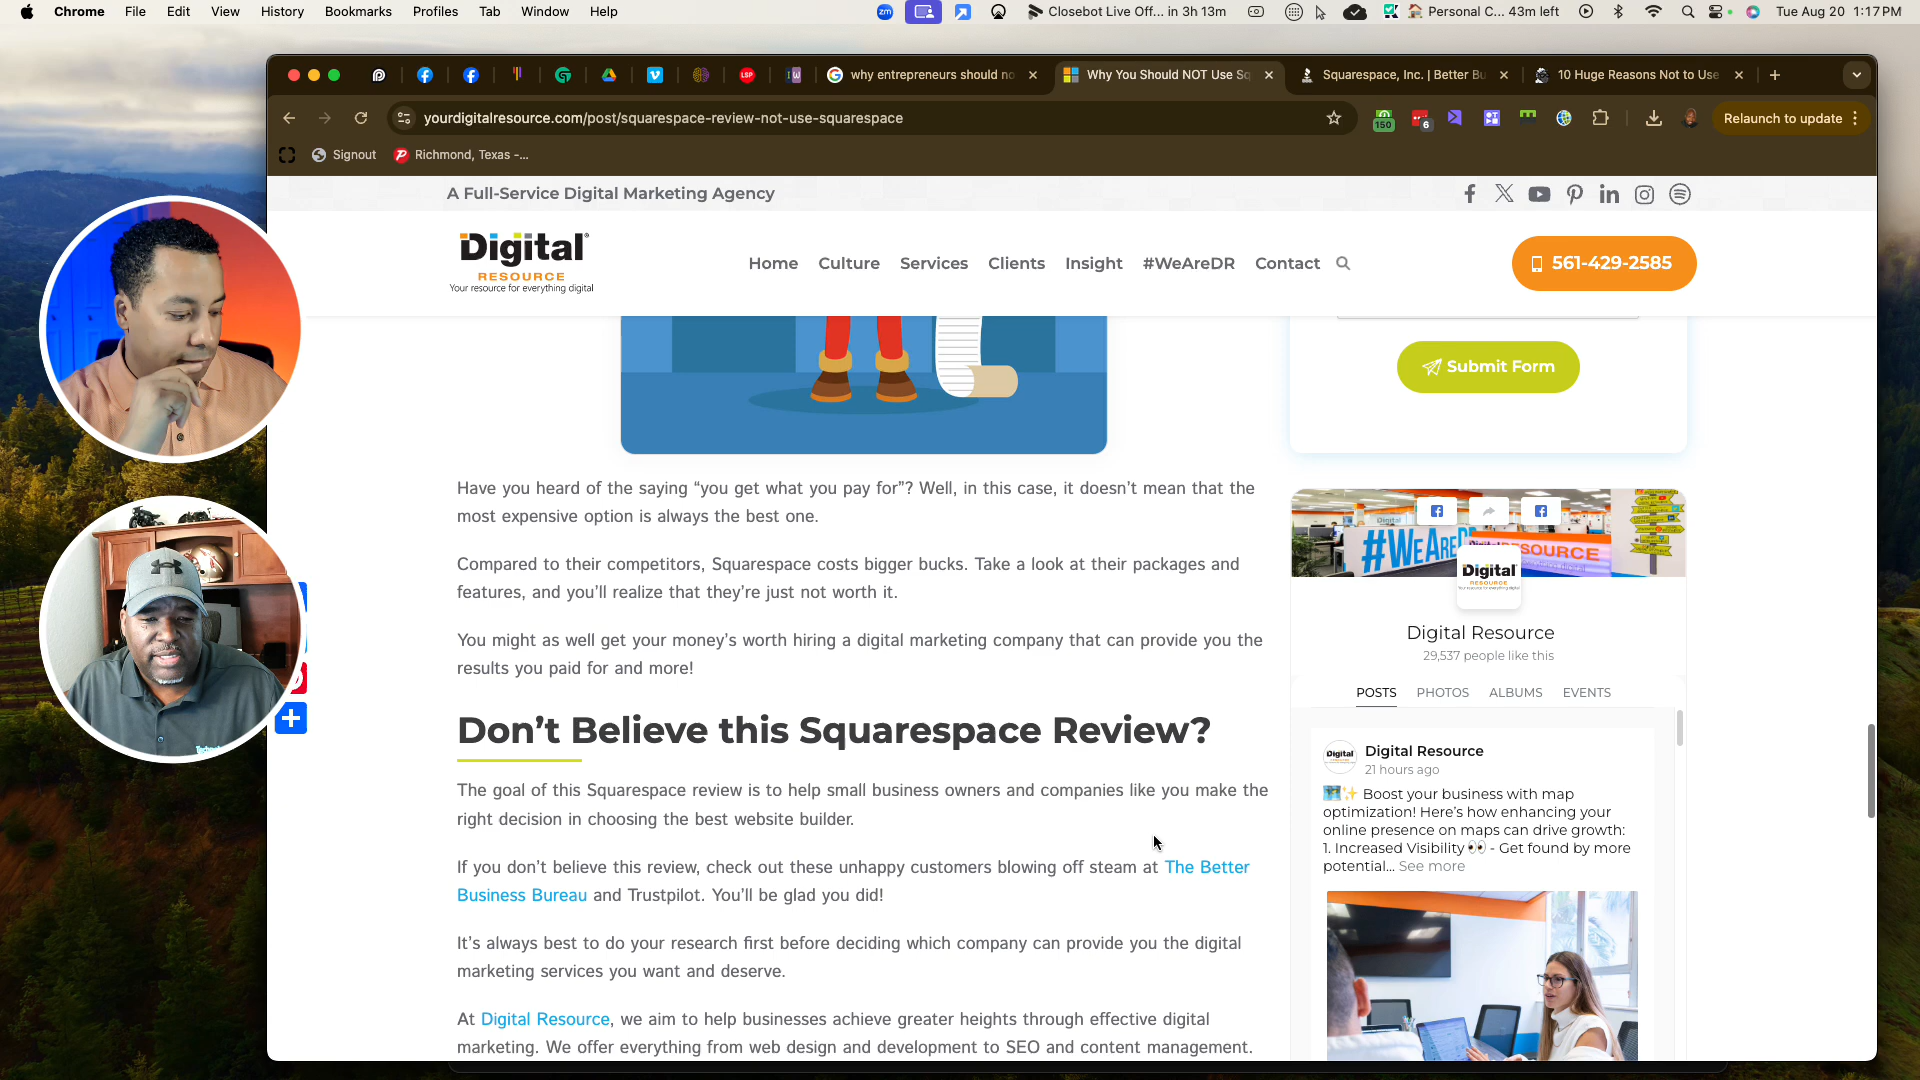 Chrome File Edit View History Bookmarks Profiles Tab Window Help
zm Closebot Live Off... in 3h 13m Personal C... 43m left Tue Aug 20 1:17 PM
LSP why entrepreneurs should no Why You Should NOT Use Sq Squarespace, Inc. | Better Bu 10 Huge Reasons Not to Use
yourdigitalresource.com/post/squarespace-review-not-use-squarespace
150 6 Relaunch to update
Signout Richmond, Texas -...
A Full-Service Digital Marketing Agency
Digital
RESOURCE
Your resource for everything digital
Home Culture Services Clients Insight #WeAreDR Contact
561-429-2585
Submit Form
Have you heard of the saying “you get what you pay for”? Well, in this case, it doesn’t mean that the
most expensive option is always the best one.
Compared to their competitors, Squarespace costs bigger bucks. Take a look at their packages and
features, and you’ll realize that they’re just not worth it.
You might as well get your money’s worth hiring a digital marketing company that can provide you the
results you paid for and more!
Don’t Believe this Squarespace Review?
The goal of this Squarespace review is to help small business owners and companies like you make the
right decision in choosing the best website builder.
If you don’t believe this review, check out these unhappy customers blowing off steam at The Better
Business Bureau and Trustpilot. You’ll be glad you did!
It’s always best to do your research first before deciding which company can provide you the digital
marketing services you want and deserve.
At Digital Resource, we aim to help businesses achieve greater heights through effective digital
marketing. We offer everything from web design and development to SEO and content management.
Digital
RESOURCE
Digital Resource
29,537 people like this
POSTS PHOTOS ALBUMS EVENTS
Digital
Digital Resource
21 hours ago
Boost your business with map
optimization! Here’s how enhancing your
online presence on maps can drive growth:
1. Increased Visibility - Get found by more
potential... See more